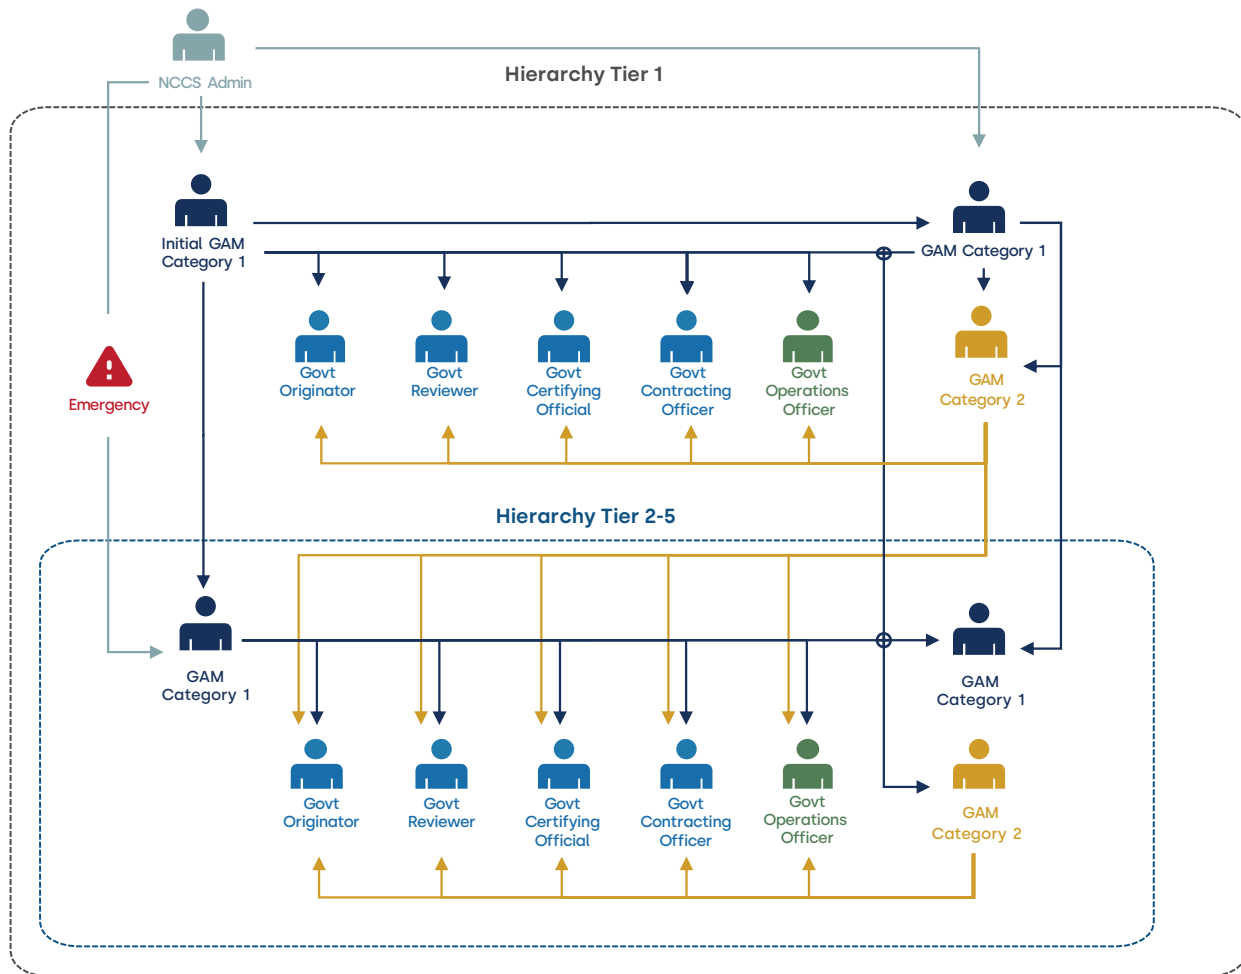 NCCS Admin
Hierarchy Tier 1
Initial GAM
Category 1
GAM Category 1
Govt
Originator
Govt
Reviewer
Govt
Certifying
Official
Govt
Contracting
Officer
Govt
Operations
Officer
GAM
Category 2
Emergency
Hierarchy Tier 2-5
GAM
Category 1
GAM
Category 1
Govt
Originator
Govt
Reviewer
Govt
Certifying
Official
Govt
Contracting
Officer
Govt
Operations
Officer
GAM
Category 2